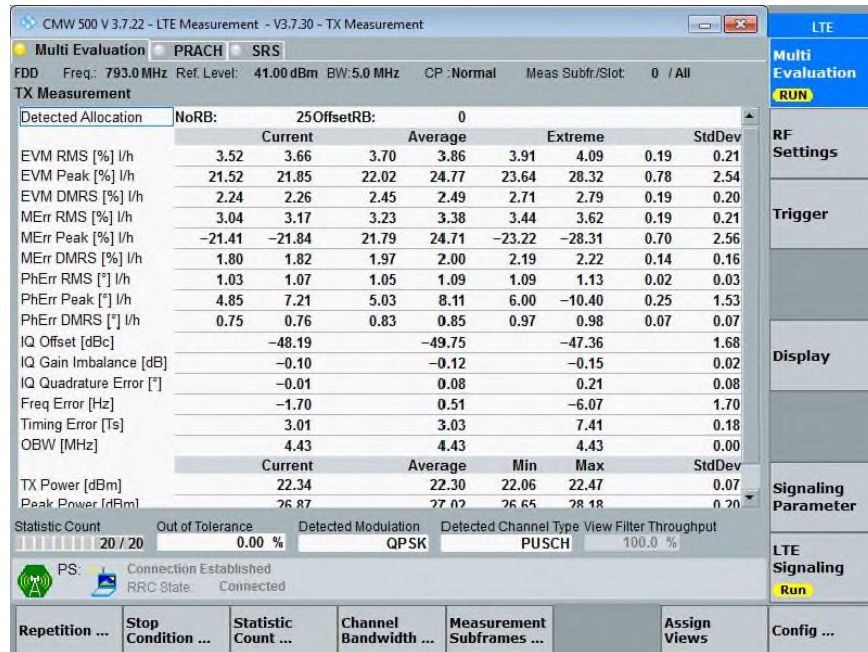 CMW 500 V 3.7.22 - LTE Measurement - V3.7.30 - TX Measurement
LTE
Multi Evaluation PRACH SRS
Multi Evaluation
RUN
FDD Freq.: 793.0 MHz Ref. Level: 41.00 dBm BW: 5.0 MHz CP : Normal Meas Subfr./Slot: 0 / All
TX Measurement
Detected Allocation NoRB: 25 OffsetRB: 0
Current Average Extreme StdDev
EVM RMS [%] l/h 3.52 3.66 3.70 3.86 3.91 4.09 0.19 0.21
EVM Peak [%] l/h 21.52 21.85 22.02 24.77 23.64 28.32 0.78 2.54
EVM DMRS [%] l/h 2.24 2.26 2.45 2.49 2.71 2.79 0.19 0.20
MErr RMS [%] l/h 3.04 3.17 3.23 3.38 3.44 3.62 0.19 0.21
MErr Peak [%] l/h −21.41 −21.84 21.79 24.71 −23.22 −28.31 0.70 2.56
MErr DMRS [%] l/h 1.80 1.82 1.97 2.00 2.19 2.22 0.14 0.16
PhErr RMS [°] l/h 1.03 1.07 1.05 1.09 1.09 1.13 0.02 0.03
PhErr Peak [°] l/h 4.85 7.21 5.03 8.11 6.00 −10.40 0.25 1.53
PhErr DMRS [°] l/h 0.75 0.76 0.83 0.85 0.97 0.98 0.07 0.07
IQ Offset [dBc] −48.19 −49.75 −47.36 1.68
IQ Gain Imbalance [dB] −0.10 −0.12 −0.15 0.02
IQ Quadrature Error [°] −0.01 0.08 0.21 0.08
Freq Error [Hz] −1.70 0.51 −6.07 1.70
Timing Error [Ts] 3.01 3.03 7.41 0.18
OBW [MHz] 4.43 4.43 4.43 0.00
Current Average Min Max StdDev
TX Power [dBm] 22.34 22.30 22.06 22.47 0.07
Peak Power [dBm] 26.87 27.02 26.65 28.18 0.20
Statistic Count Out of Tolerance Detected Modulation Detected Channel Type View Filter Throughput
20 / 20 0.00 % QPSK PUSCH 100.0 %
PS: Connection Established
RRC State: Connected
RF Settings
Trigger
Display
Signaling Parameter
LTE Signaling
Run
Repetition ... Stop Condition ... Statistic Count ... Channel Bandwidth ... Measurement Subframes ... Assign Views Config ...